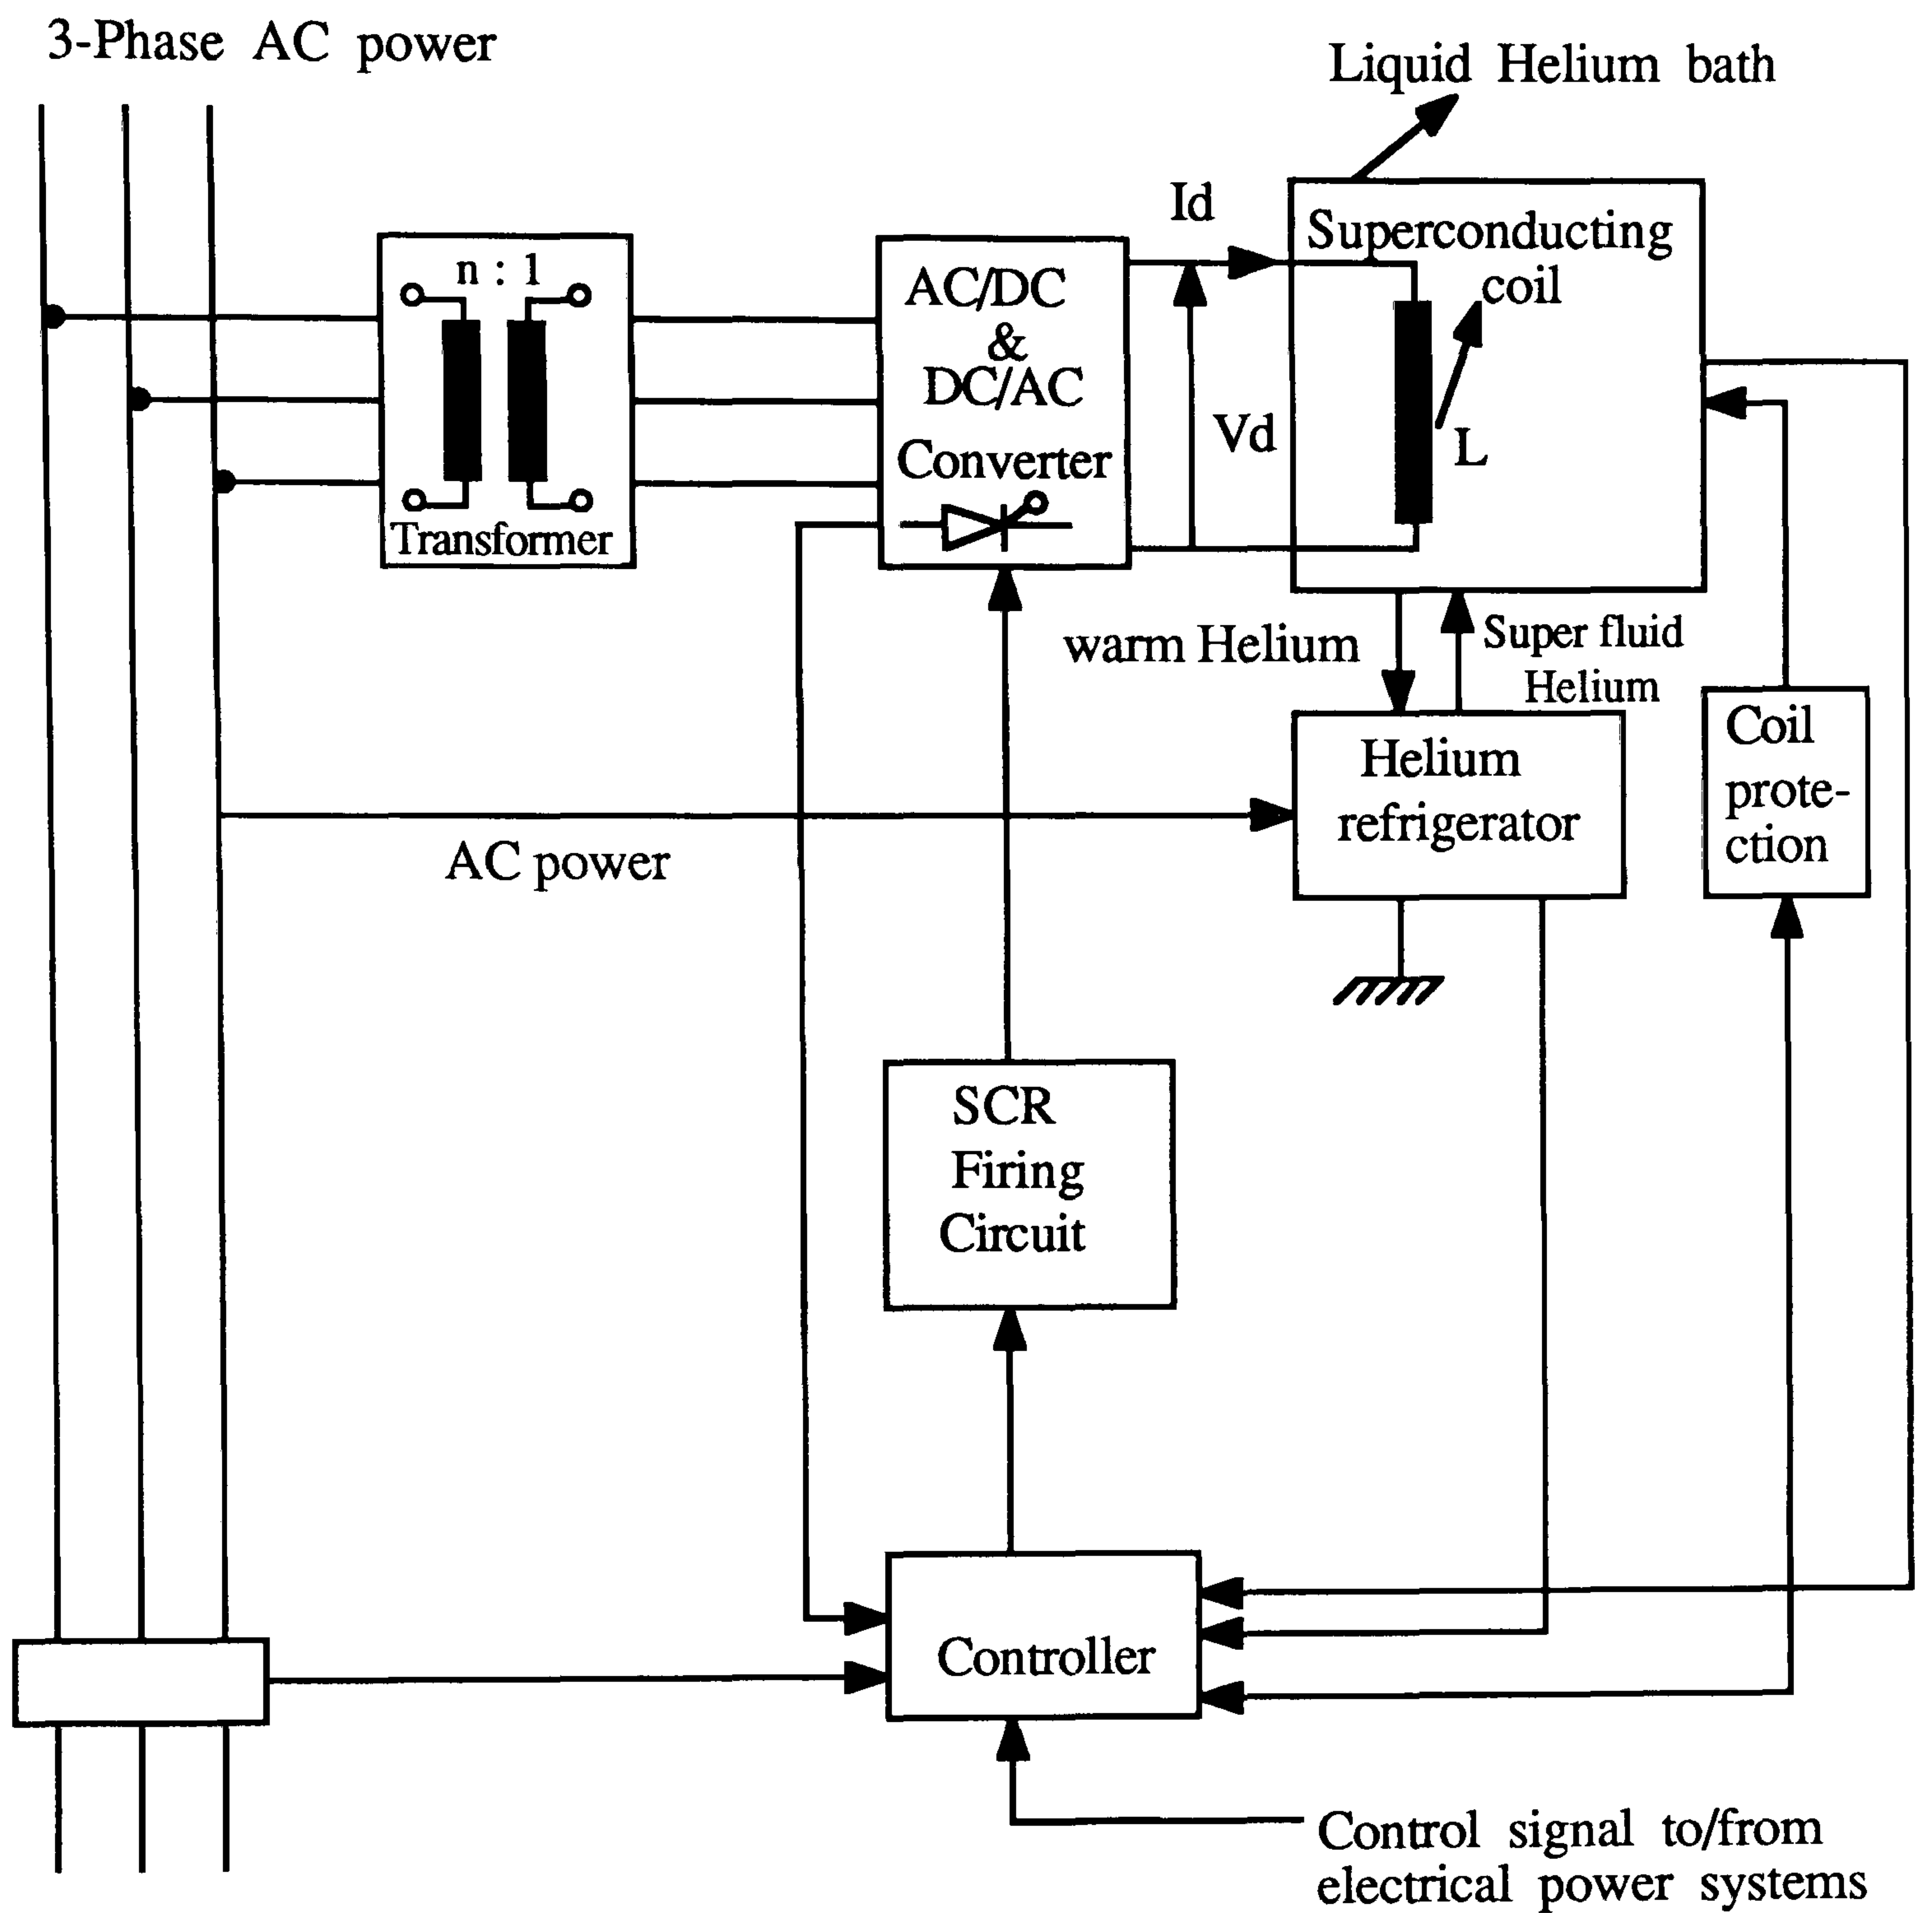 3-Phase AC power
Liquid Helium bath
Id
Superconducting
coil
n : 1
AC/DC
&
DC/AC
Converter
Vd
L
Transformer
warm Helium
Super fluid
Helium
Coil
prote-
ction
Helium
refrigerator
AC power
SCR
Firing
Circuit
Controller
Control signal to/from
electrical power systems